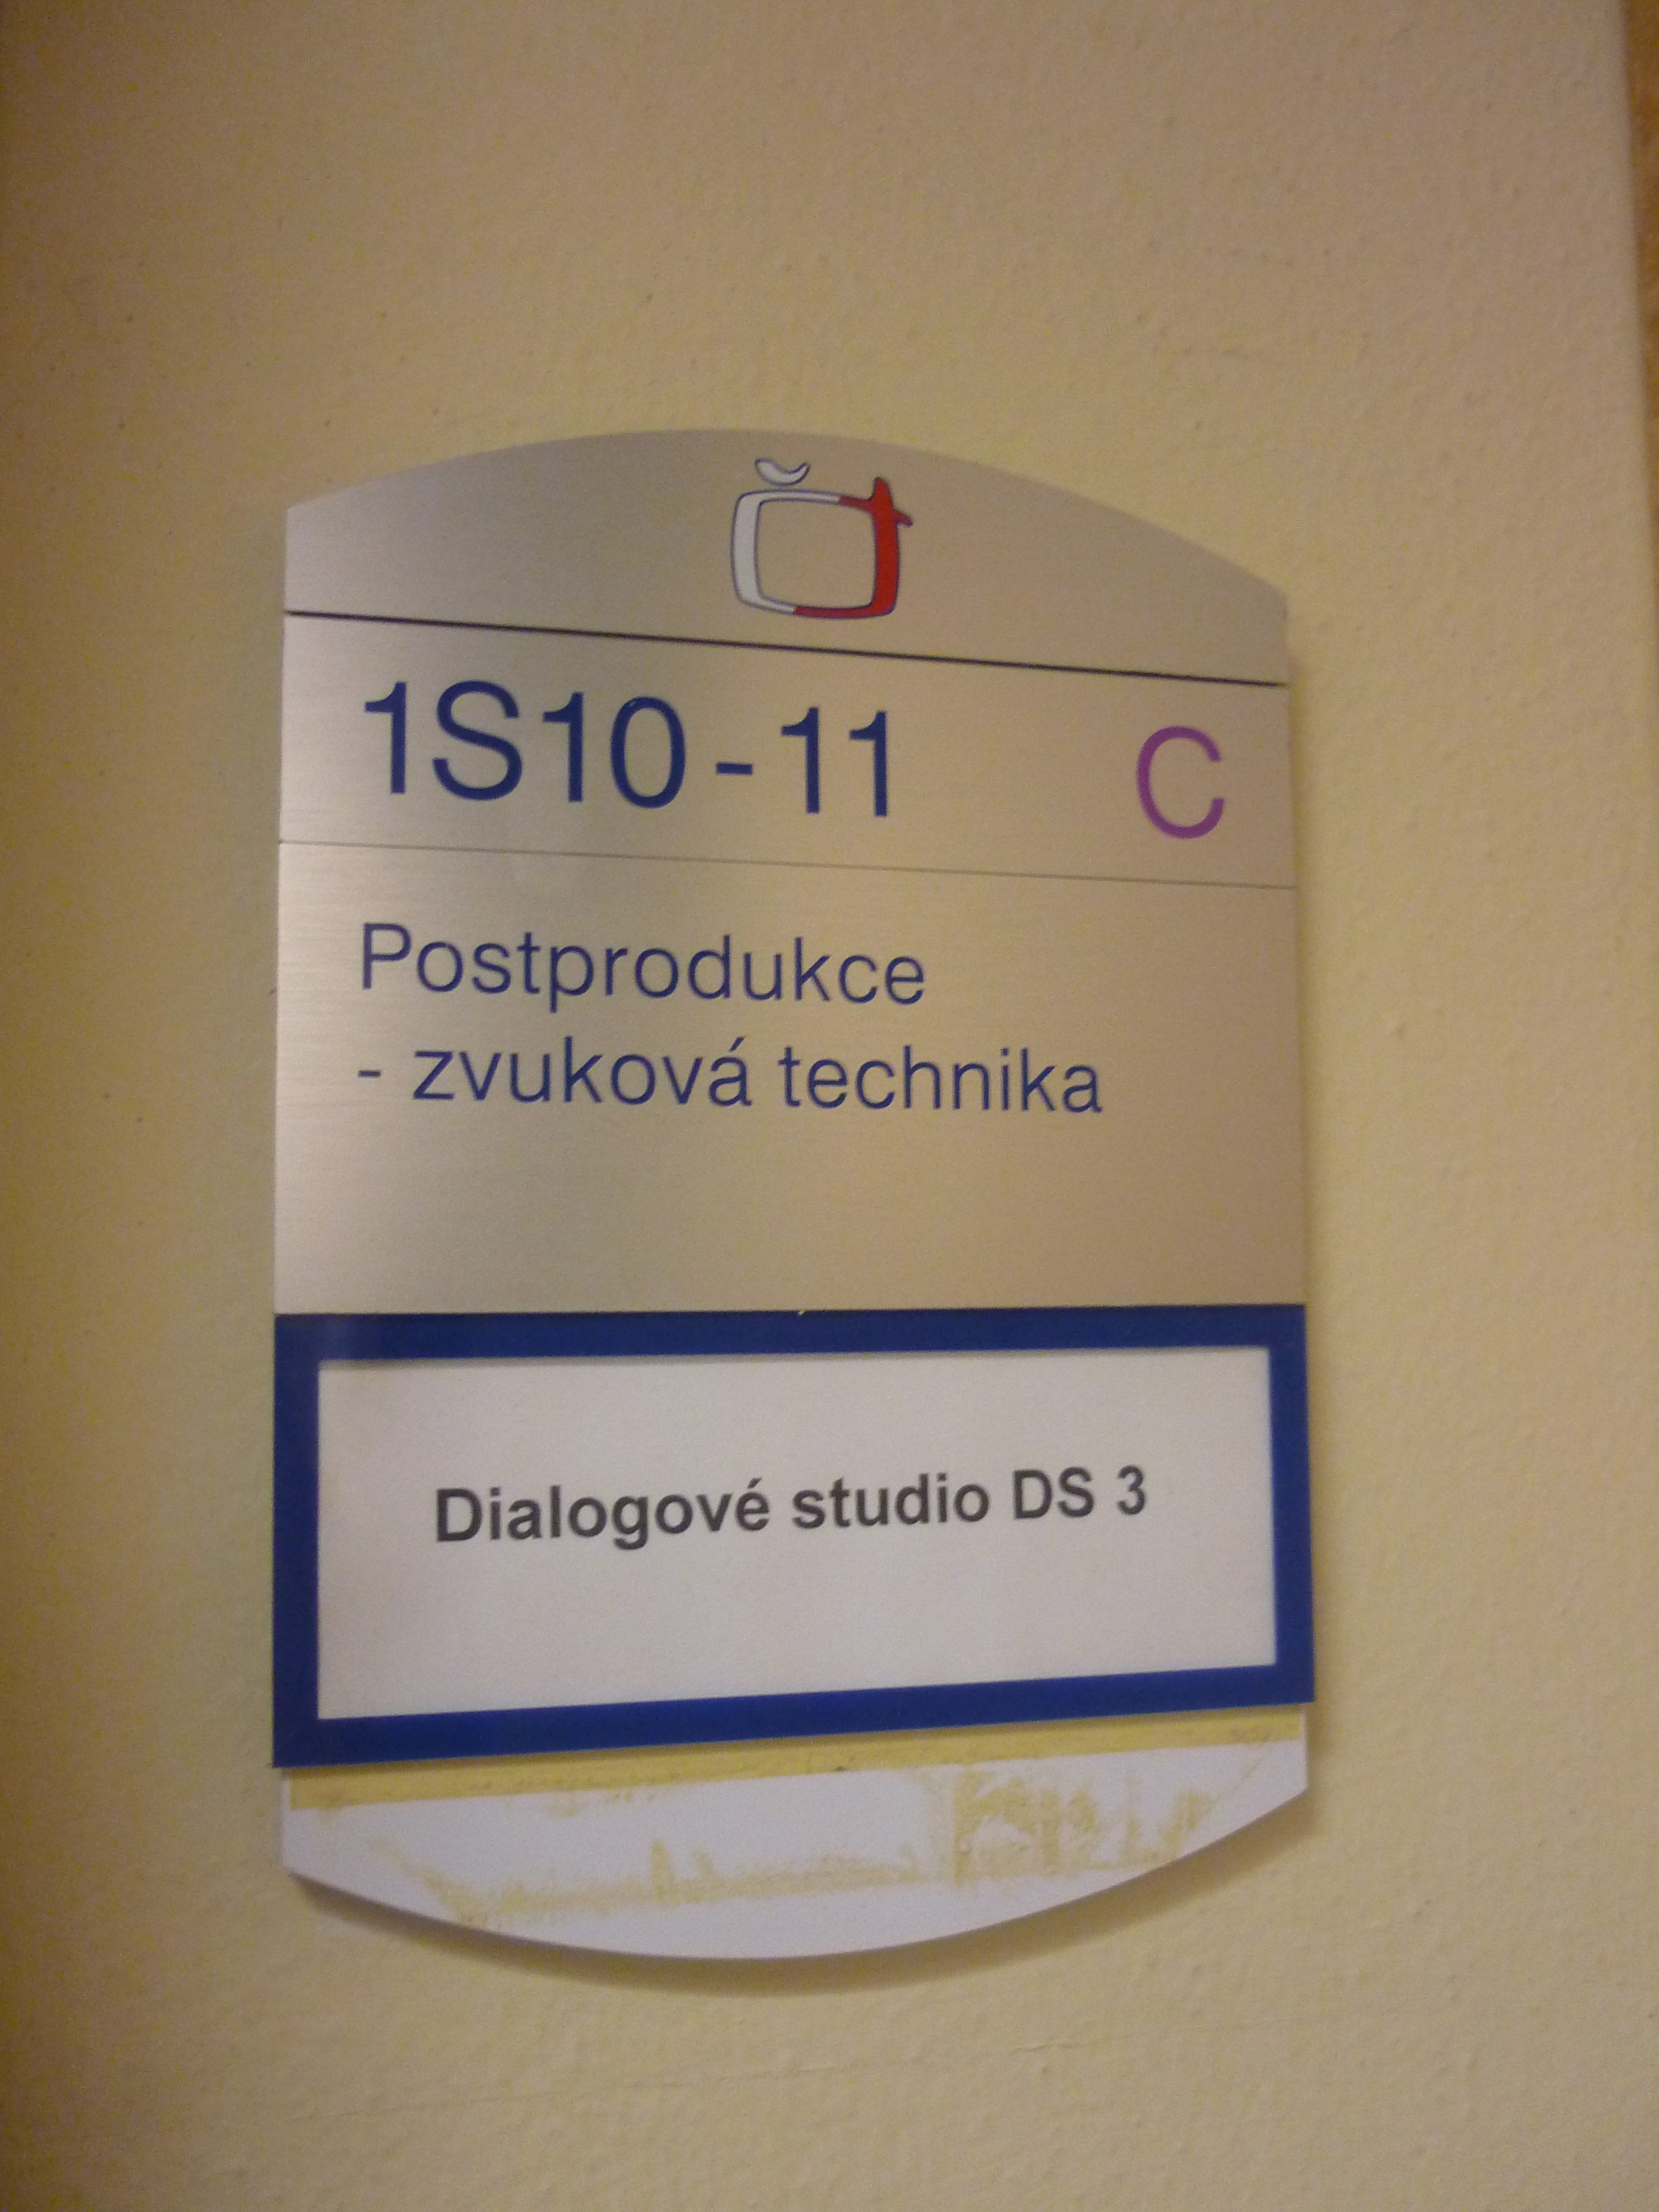 1S10-11 C
Postprodukce
- zvuková technika
Dialogové studio DS 3